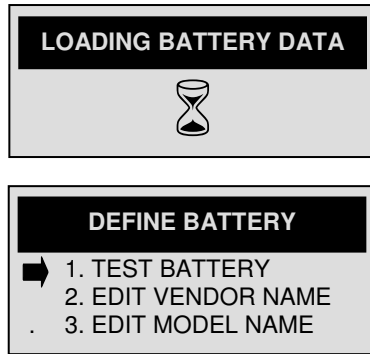 LOADING BATTERY DATA
DEFINE BATTERY
1. TEST BATTERY
2. EDIT VENDOR NAME
. 3. EDIT MODEL NAME